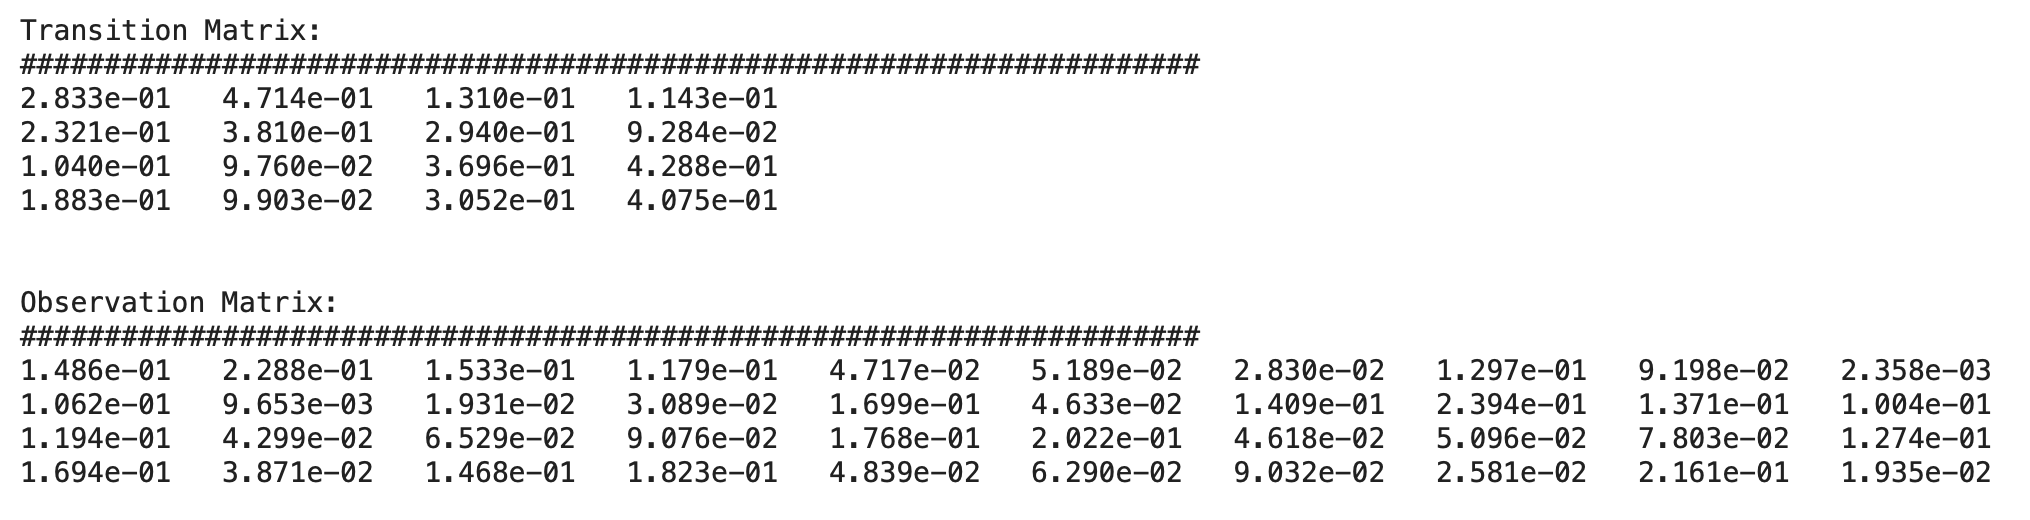 Transition Matrix:
######################################################################
2.833e-01   4.714e-01   1.310e-01   1.143e-01
2.321e-01   3.810e-01   2.940e-01   9.284e-02
1.040e-01   9.760e-02   3.696e-01   4.288e-01
1.883e-01   9.903e-02   3.052e-01   4.075e-01
Observation Matrix:
######################################################################
1.486e-01   2.288e-01   1.533e-01   1.179e-01   4.717e-02   5.189e-02   2.830e-02   1.297e-01   9.198e-02   2.358e-03
1.062e-01   9.653e-03   1.931e-02   3.089e-02   1.699e-01   4.633e-02   1.409e-01   2.394e-01   1.371e-01   1.004e-01
1.194e-01   4.299e-02   6.529e-02   9.076e-02   1.768e-01   2.022e-01   4.618e-02   5.096e-02   7.803e-02   1.274e-01
1.694e-01   3.871e-02   1.468e-01   1.823e-01   4.839e-02   6.290e-02   9.032e-02   2.581e-02   2.161e-01   1.935e-02